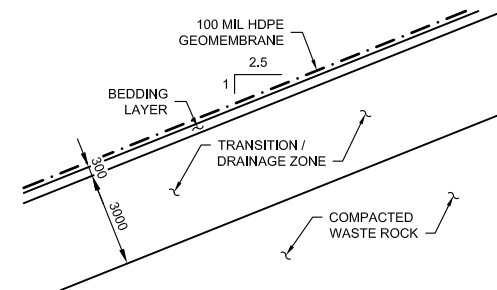 100 MIL HDPE
GEOMEMBRANE
2.5
1
BEDDING
LAYER
TRANSITION /
DRAINAGE ZONE
300
3000
COMPACTED
WASTE ROCK